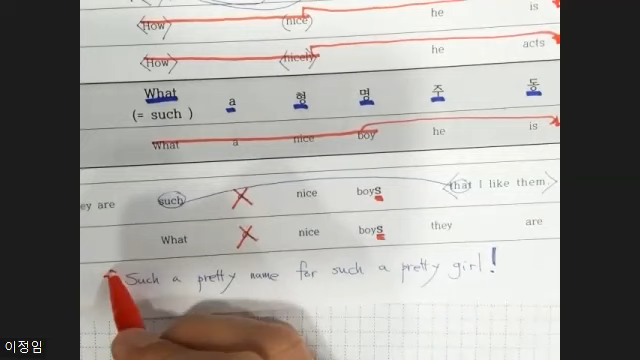 How nice he is
How nicely he acts
What a 형 명 주 동
(= such )
What a nice boy he is
ey are such nice boys that I like them
What nice boys they are
Such a pretty name for such a pretty girl!
이정임